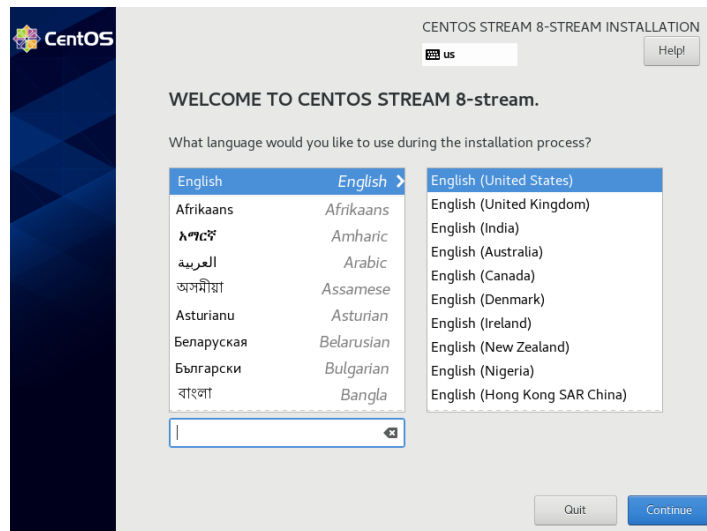 CentOS
CENTOS STREAM 8-STREAM INSTALLATION
us
Help!
WELCOME TO CENTOS STREAM 8-stream.
What language would you like to use during the installation process?
English English
Afrikaans Afrikaans
አማርኛ Amharic
العربية Arabic
অসমীয়া Assamese
Asturianu Asturian
Беларуская Belarusian
Български Bulgarian
বাংলা Bangla
English (United States)
English (United Kingdom)
English (India)
English (Australia)
English (Canada)
English (Denmark)
English (Ireland)
English (New Zealand)
English (Nigeria)
English (Hong Kong SAR China)
Quit
Continue